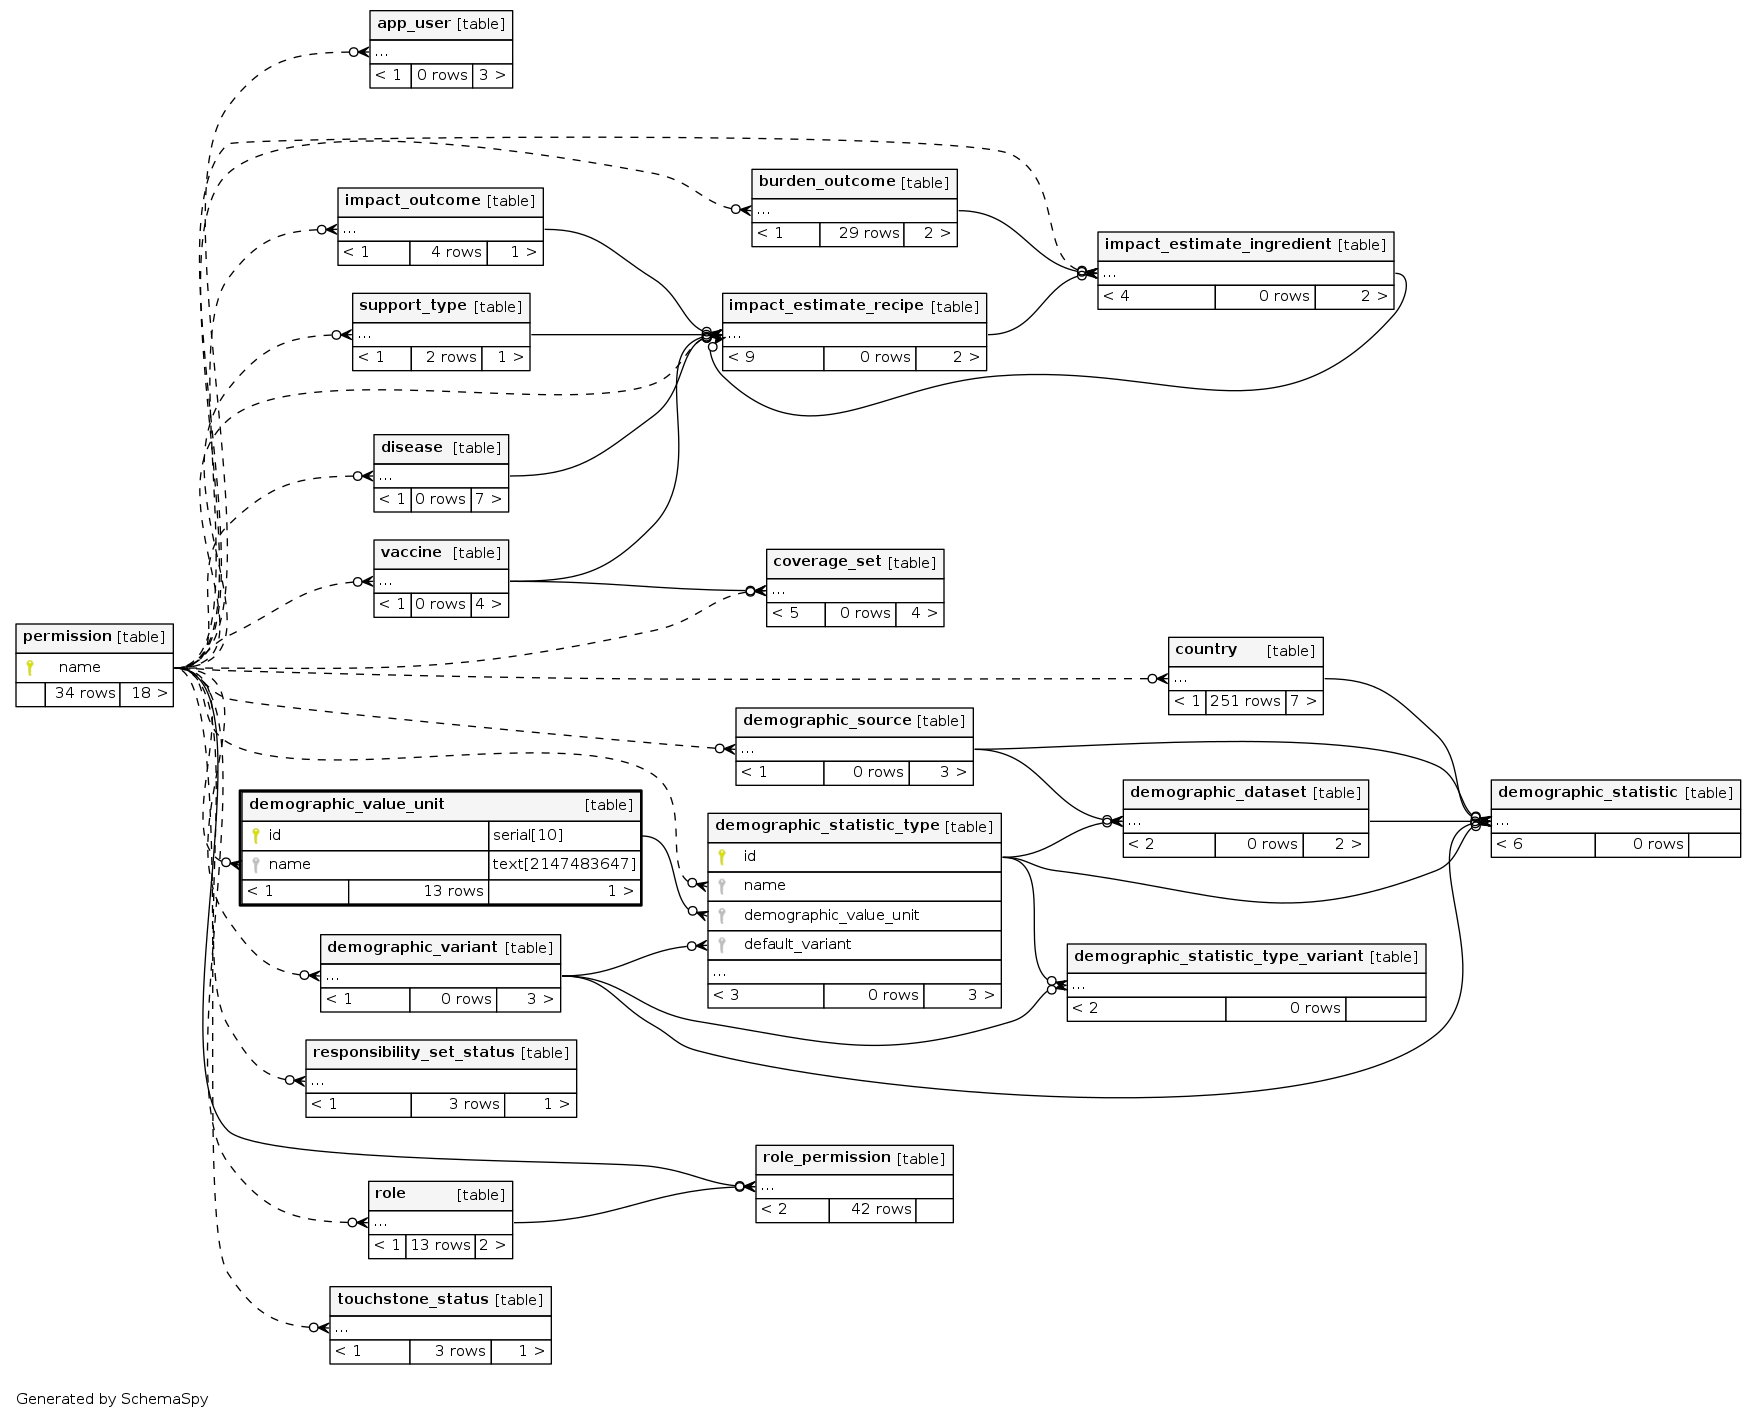 app_user [table]
...
< 1 0 rows 3 >
burden_outcome [table]
...
< 1 29 rows 2 >
impact_outcome [table]
...
< 1 4 rows 1 >
impact_estimate_ingredient [table]
...
< 4 0 rows 2 >
support_type [table]
...
< 1 2 rows 1 >
impact_estimate_recipe [table]
...
< 9 0 rows 2 >
disease [table]
...
< 1 0 rows 7 >
vaccine [table]
...
< 1 0 rows 4 >
coverage_set [table]
...
< 5 0 rows 4 >
permission [table]
name
34 rows 18 >
country [table]
...
< 1 251 rows 7 >
demographic_source [table]
...
< 1 0 rows 3 >
demographic_value_unit [table]
id serial[10]
name text[2147483647]
< 1 13 rows 1 >
demographic_statistic_type [table]
id
name
demographic_value_unit
default_variant
...
< 3 0 rows 3 >
demographic_dataset [table]
...
< 2 0 rows 2 >
demographic_statistic [table]
...
< 6 0 rows
demographic_variant [table]
...
< 1 0 rows 3 >
demographic_statistic_type_variant [table]
...
< 2 0 rows
responsibility_set_status [table]
...
< 1 3 rows 1 >
role_permission [table]
...
< 2 42 rows
role [table]
...
< 1 13 rows 2 >
touchstone_status [table]
...
< 1 3 rows 1 >
Generated by SchemaSpy